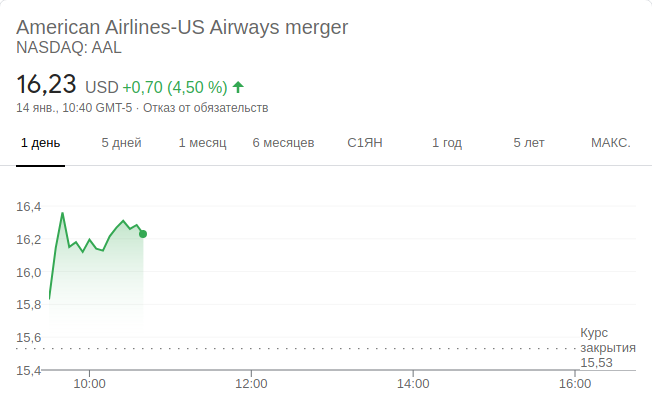 American Airlines-US Airways merger
NASDAQ: AAL
16,23 USD +0,70 (4,50 %)
14 янв., 10:40 GMT-5 · Отказ от обязательств
1 день 5 дней 1 месяц 6 месяцев С1ЯН 1 год 5 лет МАКС.
16,4
16,2
16,0
15,8
15,6
15,4
Курс
закрытия
15,53
10:00 12:00 14:00 16:00